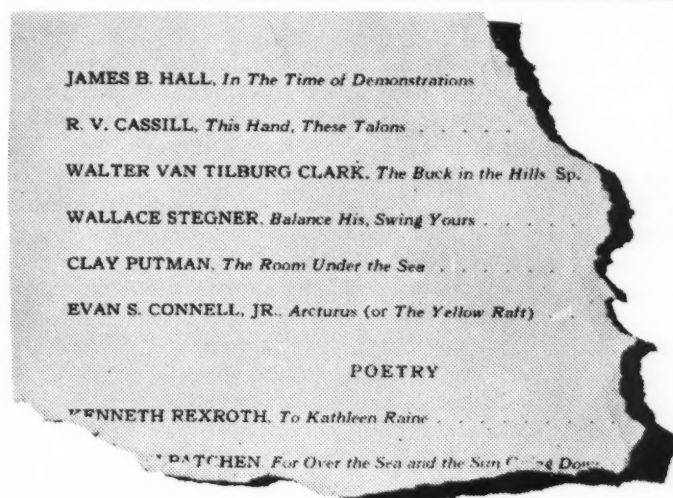 JAMES B. HALL, In The Time of Demonstrations
R. V. CASSILL, This Hand, These Talons . . . . . .
WALTER VAN TILBURG CLARK, The Buck in the Hills Sp.
WALLACE STEGNER, Balance His, Swing Yours . . . . .
CLAY PUTMAN, The Room Under the Sea . . . . . . .
EVAN S. CONNELL, JR., Arcturus (or The Yellow Raft) . .
POETRY
KENNETH REXROTH, To Kathleen Raine . . . . . . .
PATCHEN, For Over the Sea and the Sun Going Down